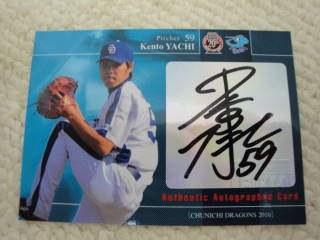 Pitcher 59
Kento YACHI
59
Authentic Autographed Card
[CHUNICHI DRAGONS 2010]